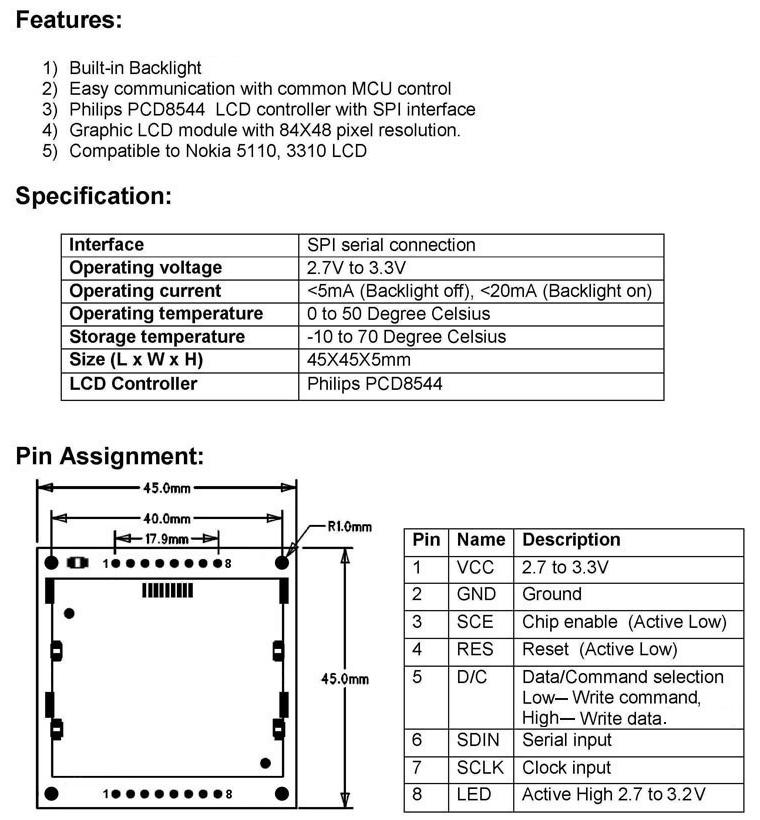 Features:
1) Built-in Backlight
2) Easy communication with common MCU control
3) Philips PCD8544 LCD controller with SPI interface
4) Graphic LCD module with 84X48 pixel resolution.
5) Compatible to Nokia 5110, 3310 LCD
Specification:
Interface SPI serial connection
Operating voltage 2.7V to 3.3V
Operating current <5mA (Backlight off), <20mA (Backlight on)
Operating temperature 0 to 50 Degree Celsius
Storage temperature -10 to 70 Degree Celsius
Size (L x W x H) 45X45X5mm
LCD Controller Philips PCD8544
Pin Assignment:
45.0mm
40.0mm
R1.0mm
17.9mm
1 8
45.0mm
1 8
Pin Name Description
1 VCC 2.7 to 3.3V
2 GND Ground
3 SCE Chip enable (Active Low)
4 RES Reset (Active Low)
5 D/C Data/Command selection
Low— Write command,
High— Write data.
6 SDIN Serial input
7 SCLK Clock input
8 LED Active High 2.7 to 3.2V